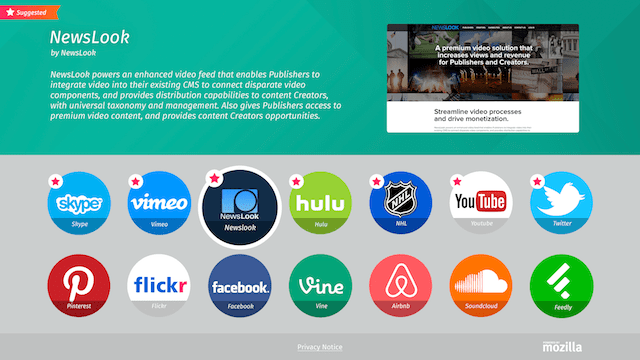 Suggested
NewsLook
by NewsLook
NewsLook powers an enhanced video feed that enables Publishers to
integrate video into their existing CMS to connect disparate video
components, and provides distribution capabilities to content Creators,
with universal taxonomy and management. Also gives Publishers access to
premium video content, and provides content Creators opportunities.
NEWSLOOK
A premium video solution that
increases views and revenue
for Publishers and Creators.
Streamline video processes
and drive monetization.
skype
Skype
vimeo
Vimeo
NewsLook
Newslook
hulu
Hulu
NHL
NHL
YouTube
Youtube
Twitter
Pinterest
flickr
Flickr
facebook.
Facebook
Vine
Vine
Airbnb
Soundcloud
Feedly
Privacy Notice
mozilla